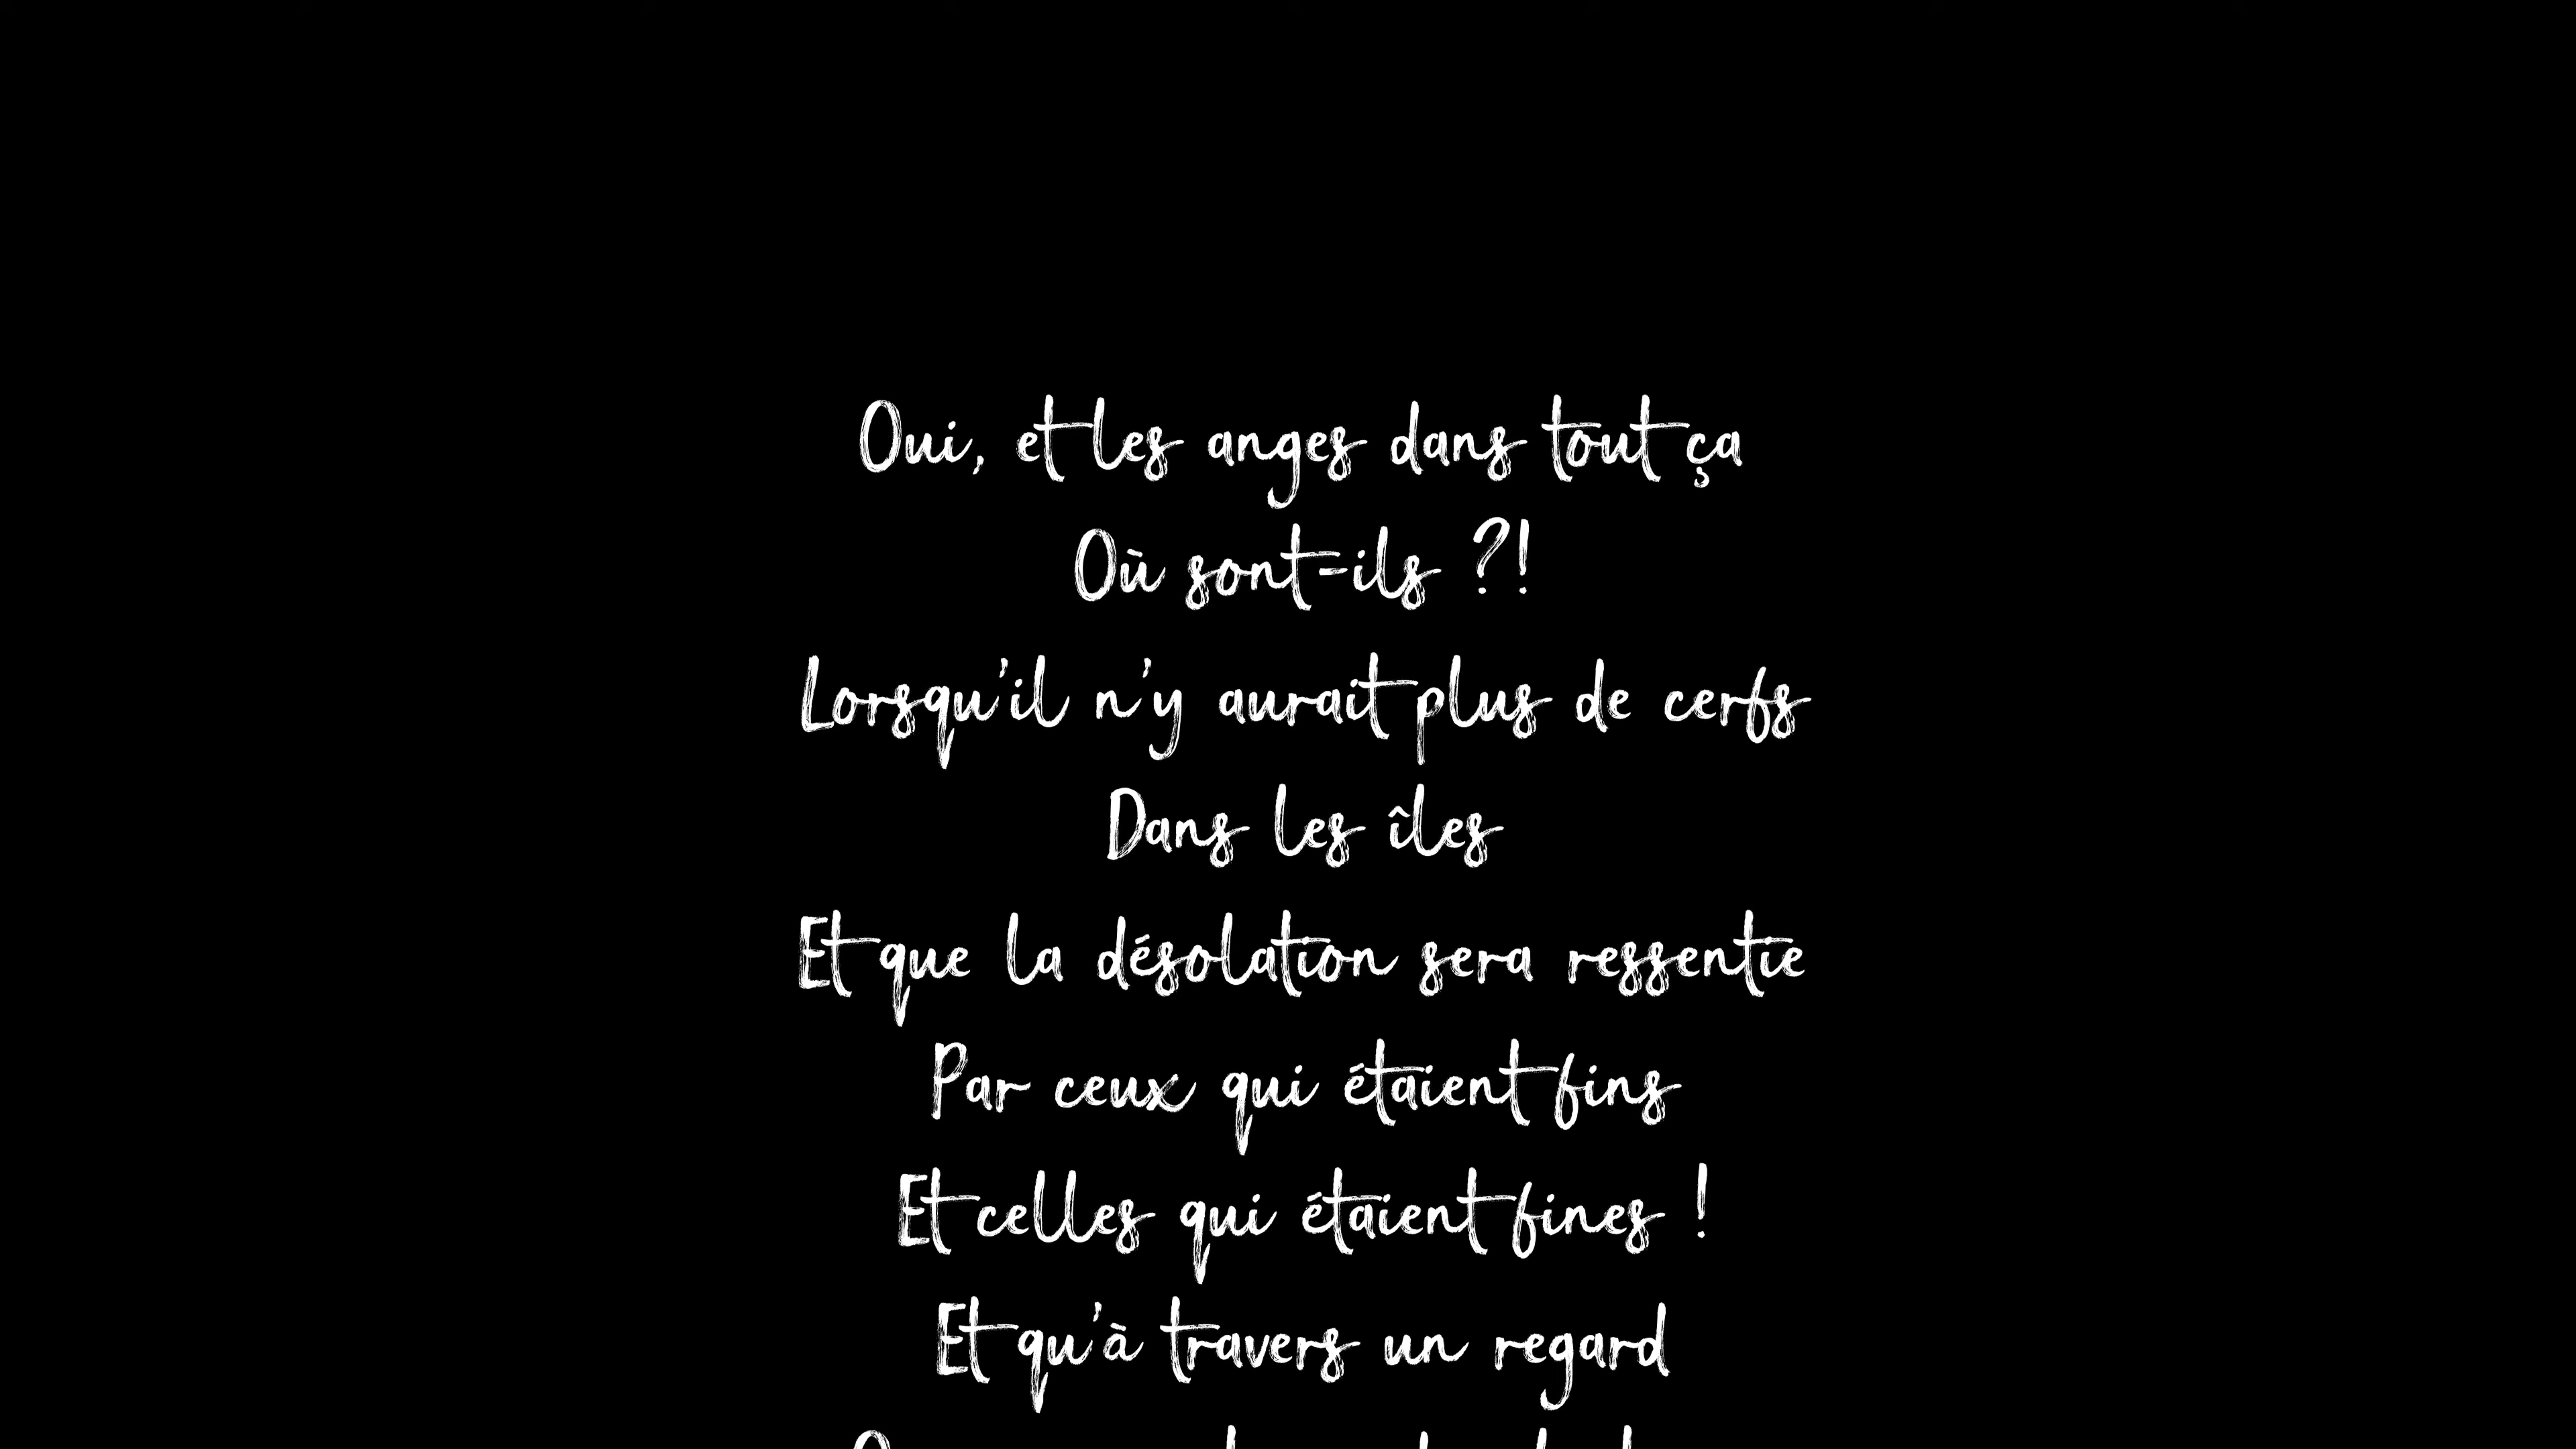 Oui, et les anges dans tout ça
Où sont-ils ?!
Lorsqu'il n'y aurait plus de cerfs
Dans les îles
Et que la désolation sera ressentie
Par ceux qui étaient fins
Et celles qui étaient fines !
Et qu'à travers un regard